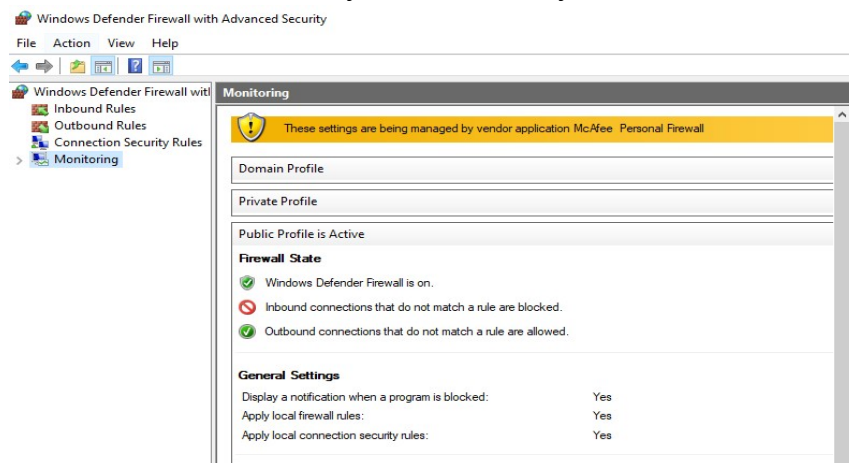 Windows Defender Firewall with Advanced Security
File Action View Help
Windows Defender Firewall witl
Inbound Rules
Outbound Rules
Connection Security Rules
Monitoring
Monitoring
These settings are being managed by vendor application McAfee Personal Firewall
Domain Profile
Private Profile
Public Profile is Active
Firewall State
Windows Defender Firewall is on.
Inbound connections that do not match a rule are blocked.
Outbound connections that do not match a rule are allowed.
General Settings
Display a notification when a program is blocked: Yes
Apply local firewall rules: Yes
Apply local connection security rules: Yes